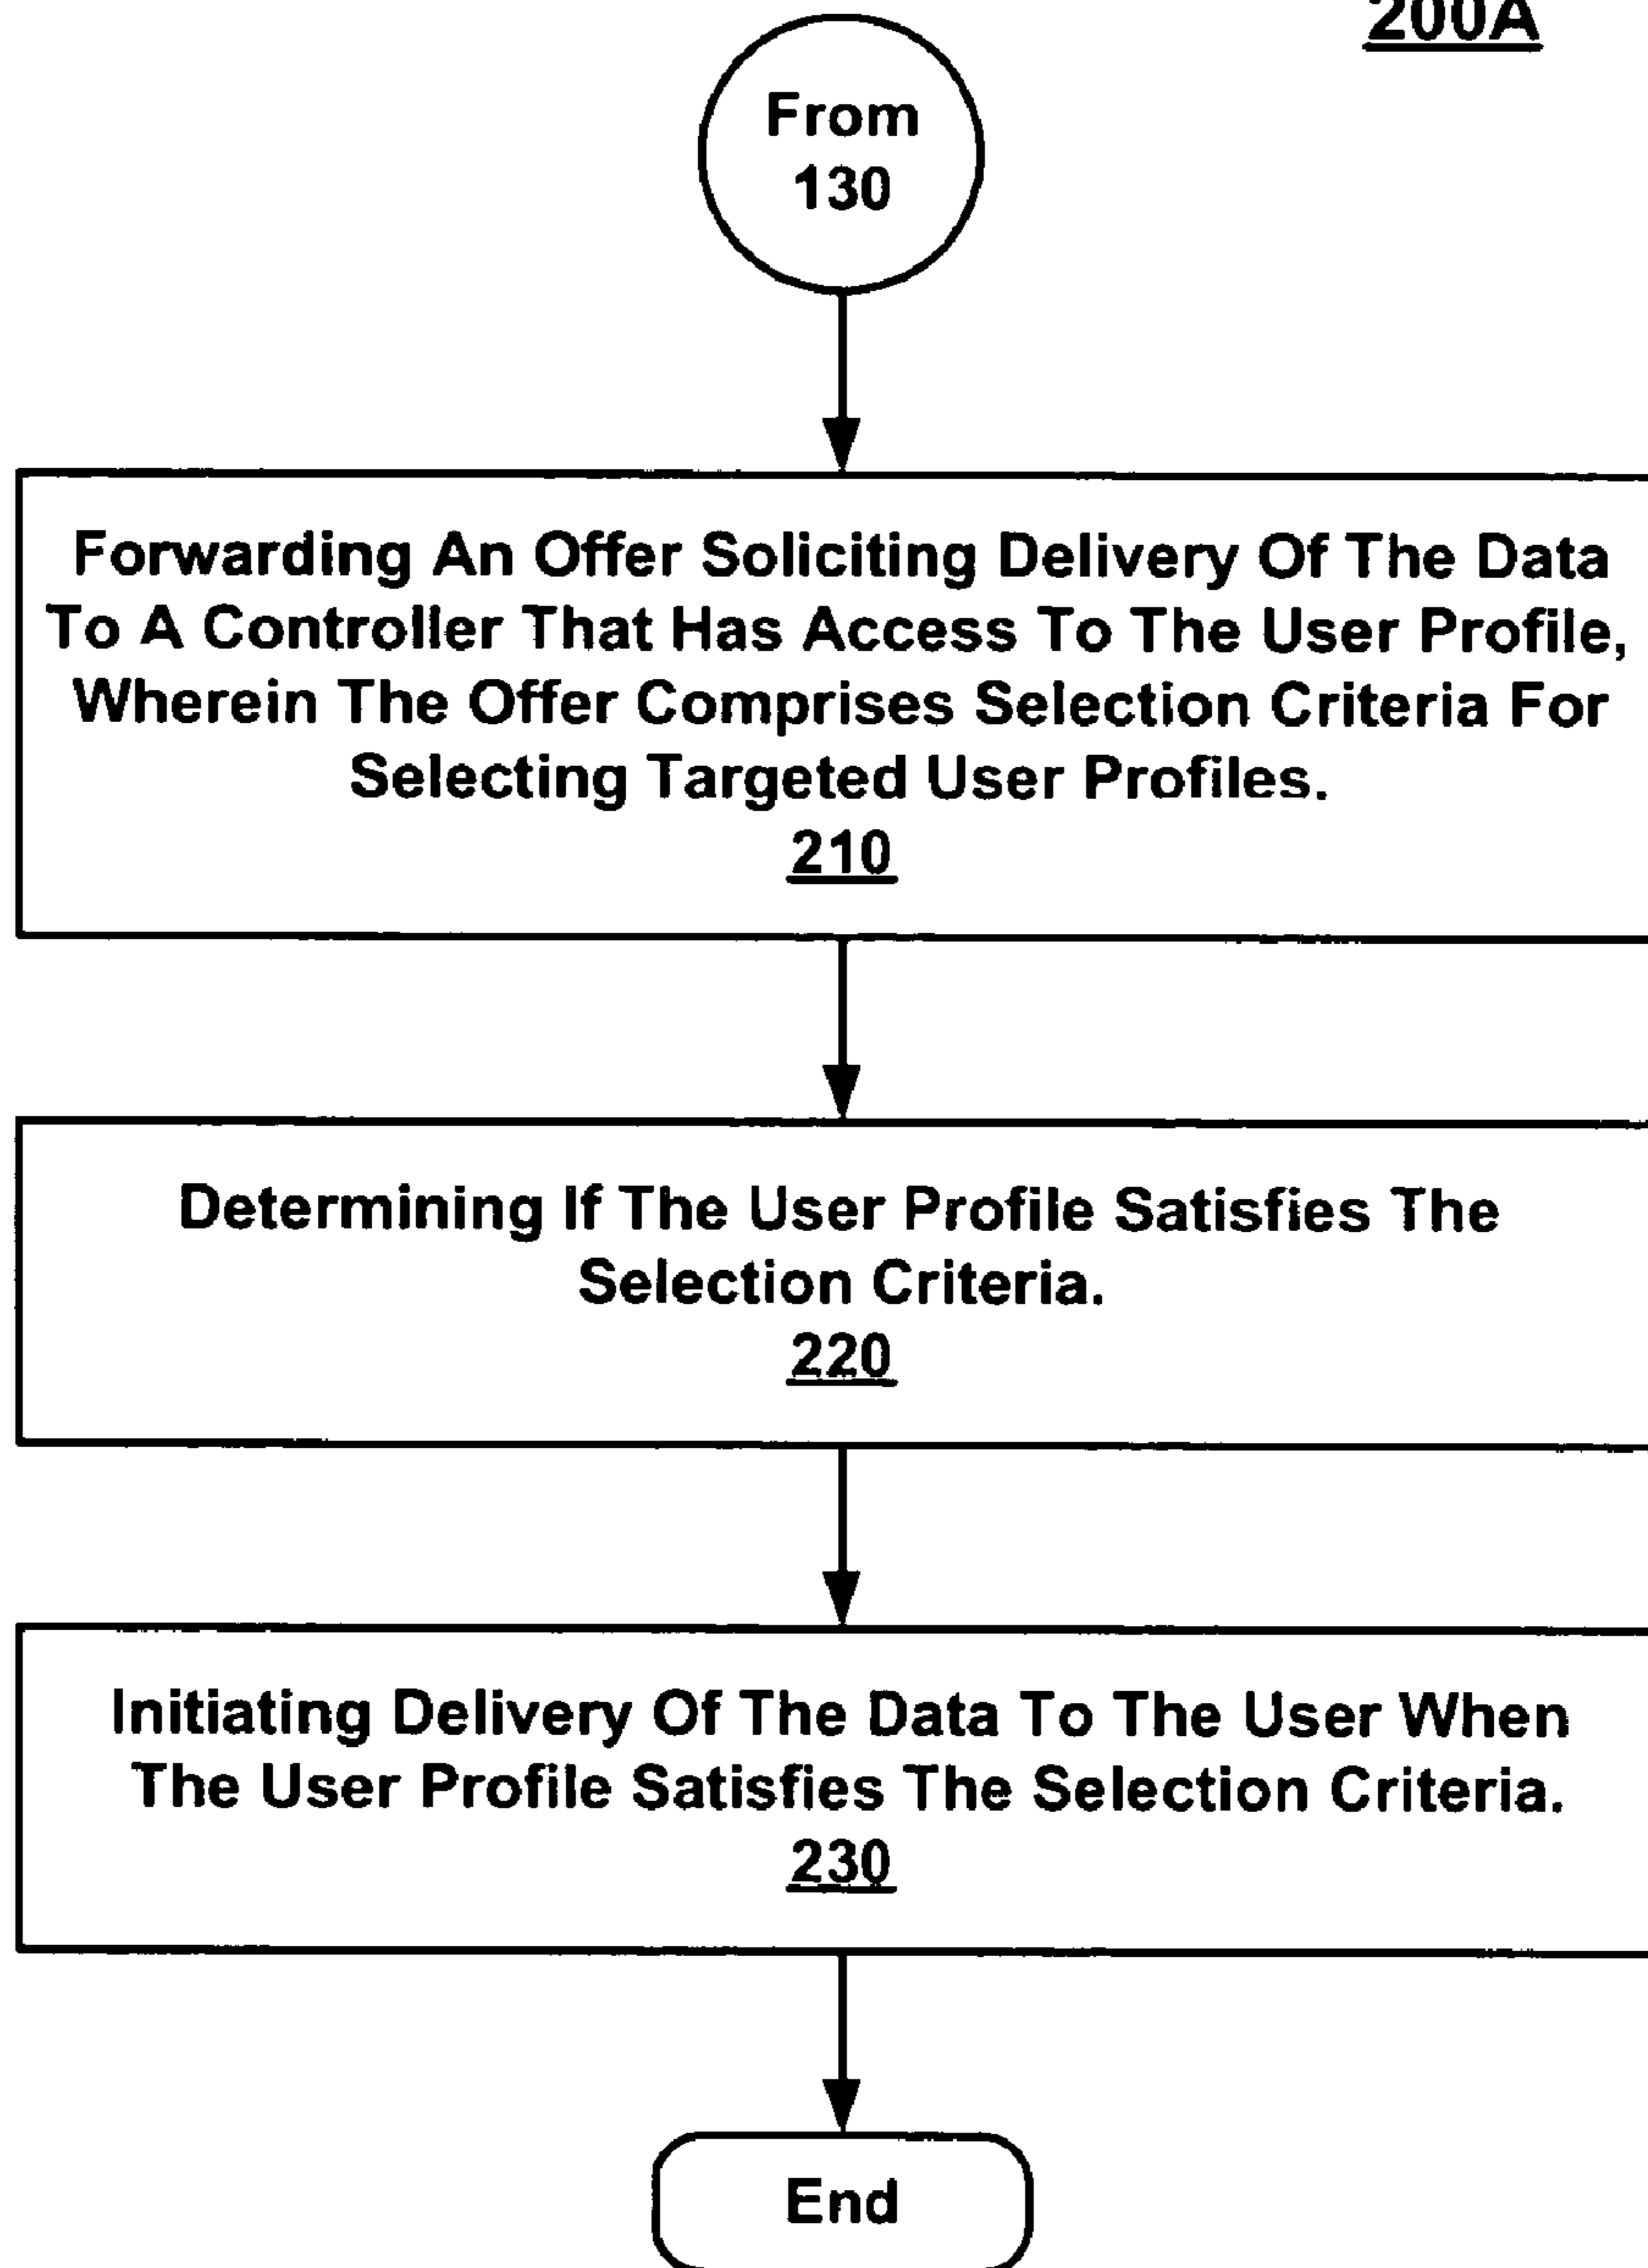 200A
From
130
Forwarding An Offer Soliciting Delivery Of The Data
To A Controller That Has Access To The User Profile,
Wherein The Offer Comprises Selection Criteria For
Selecting Targeted User Profiles.
210
Determining If The User Profile Satisfies The
Selection Criteria.
220
Initiating Delivery Of The Data To The User When
The User Profile Satisfies The Selection Criteria.
230
End